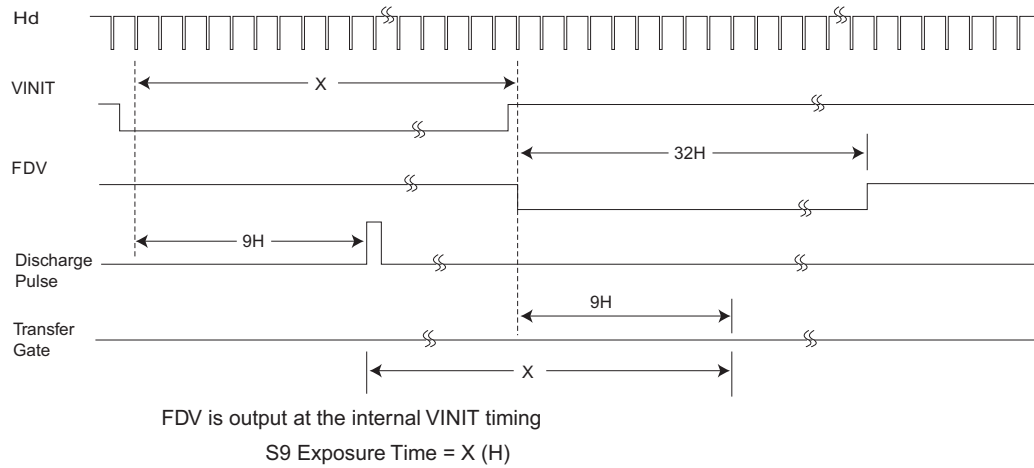 Hd
VINIT
X
FDV
32H
9H
Discharge
Pulse
9H
Transfer
Gate
X
FDV is output at the internal VINIT timing
S9 Exposure Time = X (H)